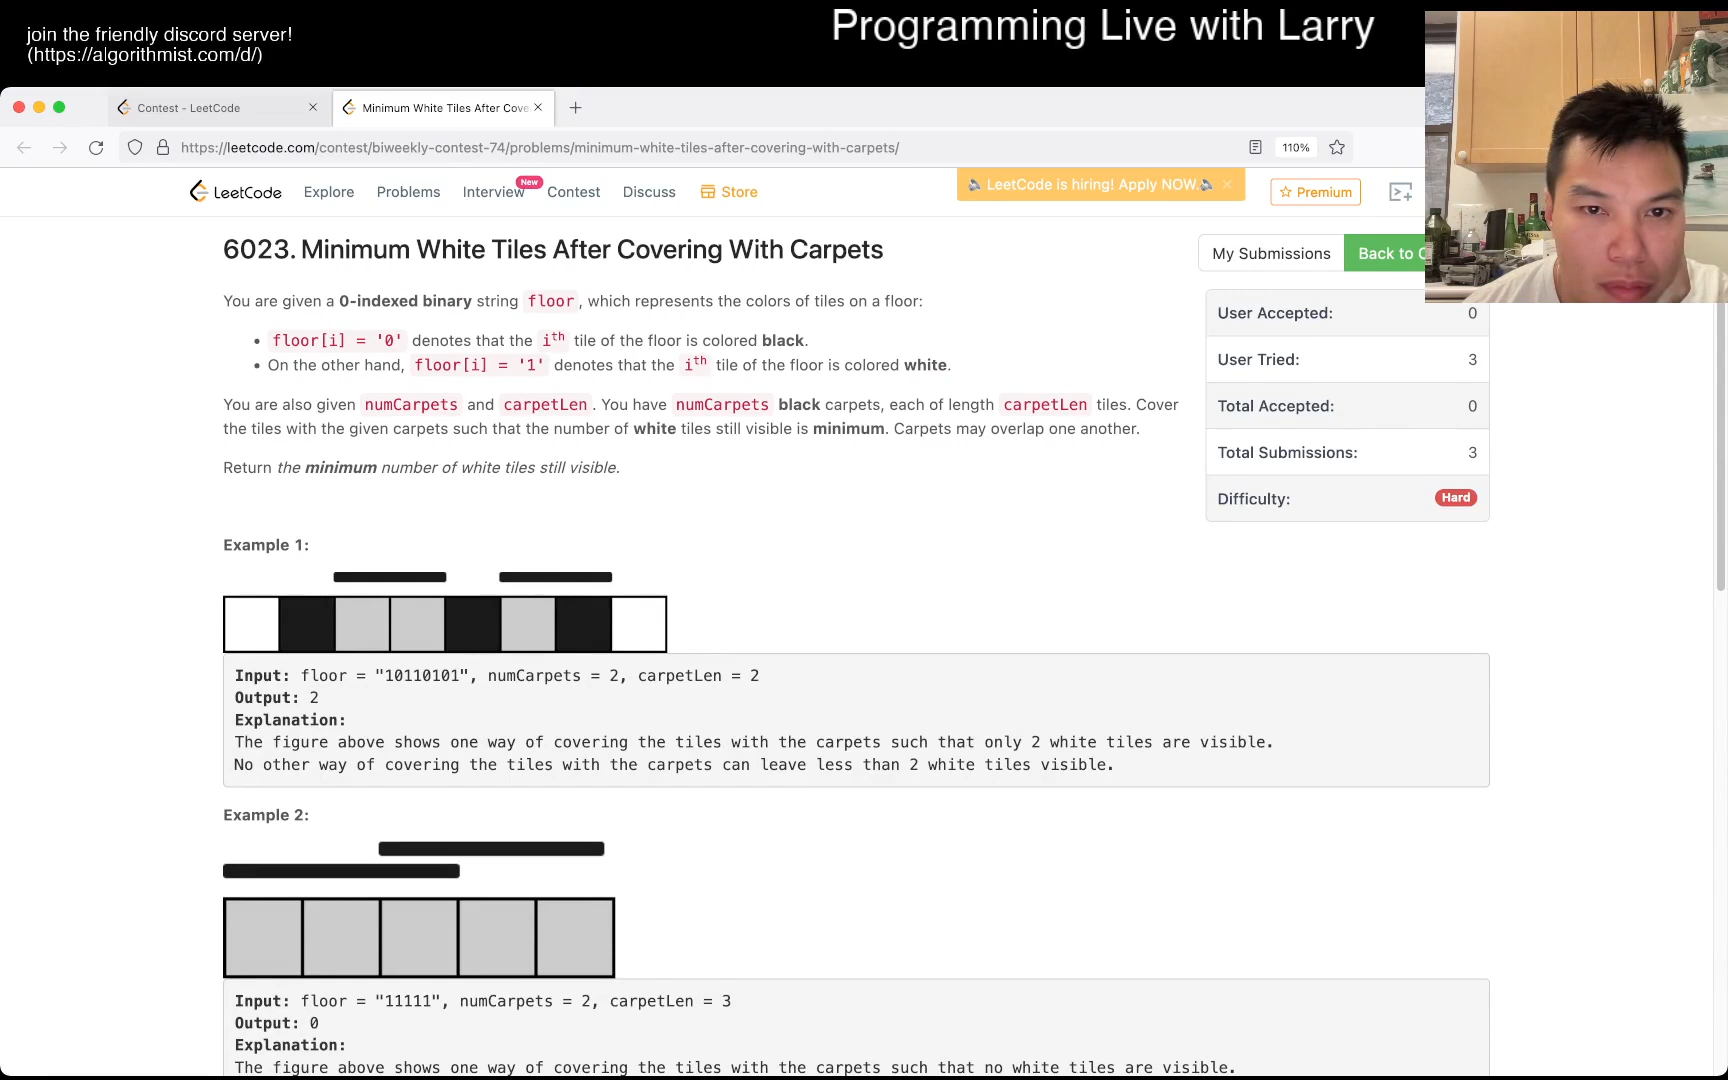 join the friendly discord server!
(https://algorithmist.com/d/)
Programming Live with Larry
Contest - LeetCode
Minimum White Tiles After Cove
https://leetcode.com/contest/biweekly-contest-74/problems/minimum-white-tiles-after-covering-with-carpets/
110%
LeetCode Explore Problems Interview New Contest Discuss Store
LeetCode is hiring! Apply NOW.
Premium
6023. Minimum White Tiles After Covering With Carpets
My Submissions
Back to C
You are given a 0-indexed binary string floor, which represents the colors of tiles on a floor:
• floor[i] = '0' denotes that the ith tile of the floor is colored black.
• On the other hand, floor[i] = '1' denotes that the ith tile of the floor is colored white.
You are also given numCarpets and carpetLen. You have numCarpets black carpets, each of length carpetLen tiles. Cover
the tiles with the given carpets such that the number of white tiles still visible is minimum. Carpets may overlap one another.
Return the minimum number of white tiles still visible.
User Accepted: 0
User Tried: 3
Total Accepted: 0
Total Submissions: 3
Difficulty: Hard
Example 1:
Input: floor = "10110101", numCarpets = 2, carpetLen = 2
Output: 2
Explanation:
The figure above shows one way of covering the tiles with the carpets such that only 2 white tiles are visible.
No other way of covering the tiles with the carpets can leave less than 2 white tiles visible.
Example 2:
Input: floor = "11111", numCarpets = 2, carpetLen = 3
Output: 0
Explanation:
The figure above shows one way of covering the tiles with the carpets such that no white tiles are visible.